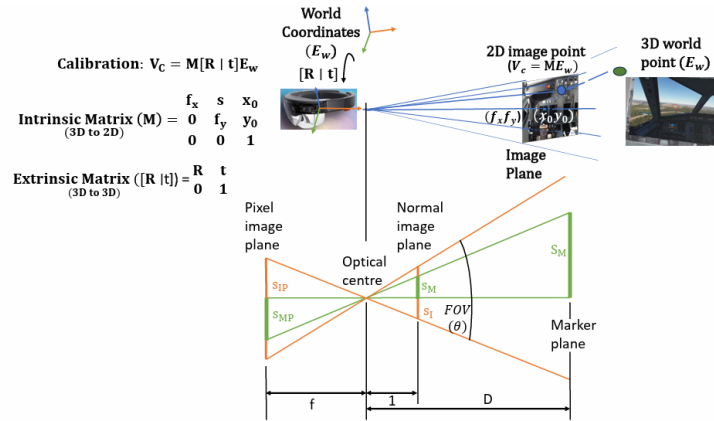 World
Coordinates
(E_w)
[R | t]
Calibration: V_C = M[R | t]E_w
2D image point
(V_c = ME_w)
3D world
point (E_w)
f_x s x_0
Intrinsic Matrix (M) = 0 f_y y_0
(3D to 2D)
0 0 1
(f_x f_y)
(x_0 y_0)
Image
Plane
Extrinsic Matrix ([R |t]) = R t
(3D to 3D)
0 1
Pixel
image
plane
Normal
image
plane
Optical
centre
S_IP
S_MP
S_M
S_I
FOV
(θ)
S_M
Marker
plane
f
1
D